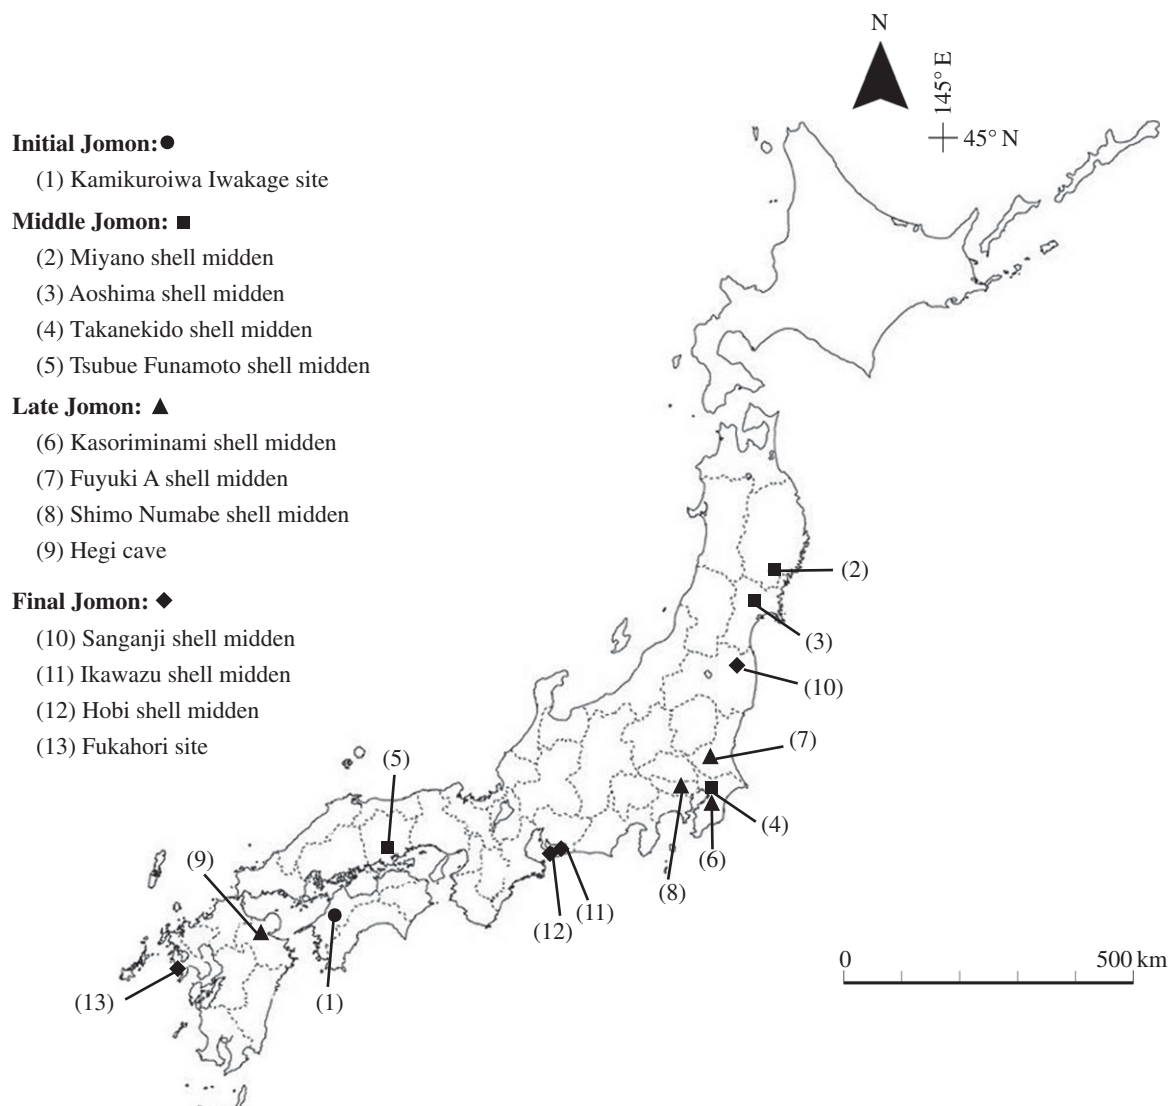 N
145° E
45° N
Initial Jomon:
(1) Kamikuroiwa Iwakage site
Middle Jomon:
(2) Miyano shell midden
(3) Aoshima shell midden
(4) Takanekido shell midden
(5) Tsubue Funamoto shell midden
Late Jomon:
(6) Kasoriminami shell midden
(7) Fuyuki A shell midden
(8) Shimo Numabe shell midden
(9) Hegi cave
Final Jomon:
(10) Sanganji shell midden
(11) Ikawazu shell midden
(12) Hobi shell midden
(13) Fukahori site
(2)
(3)
(10)
(7)
(5)
(4)
(6)
(9)
(8)
(11)
(12)
(13)
(1)
0
500 km